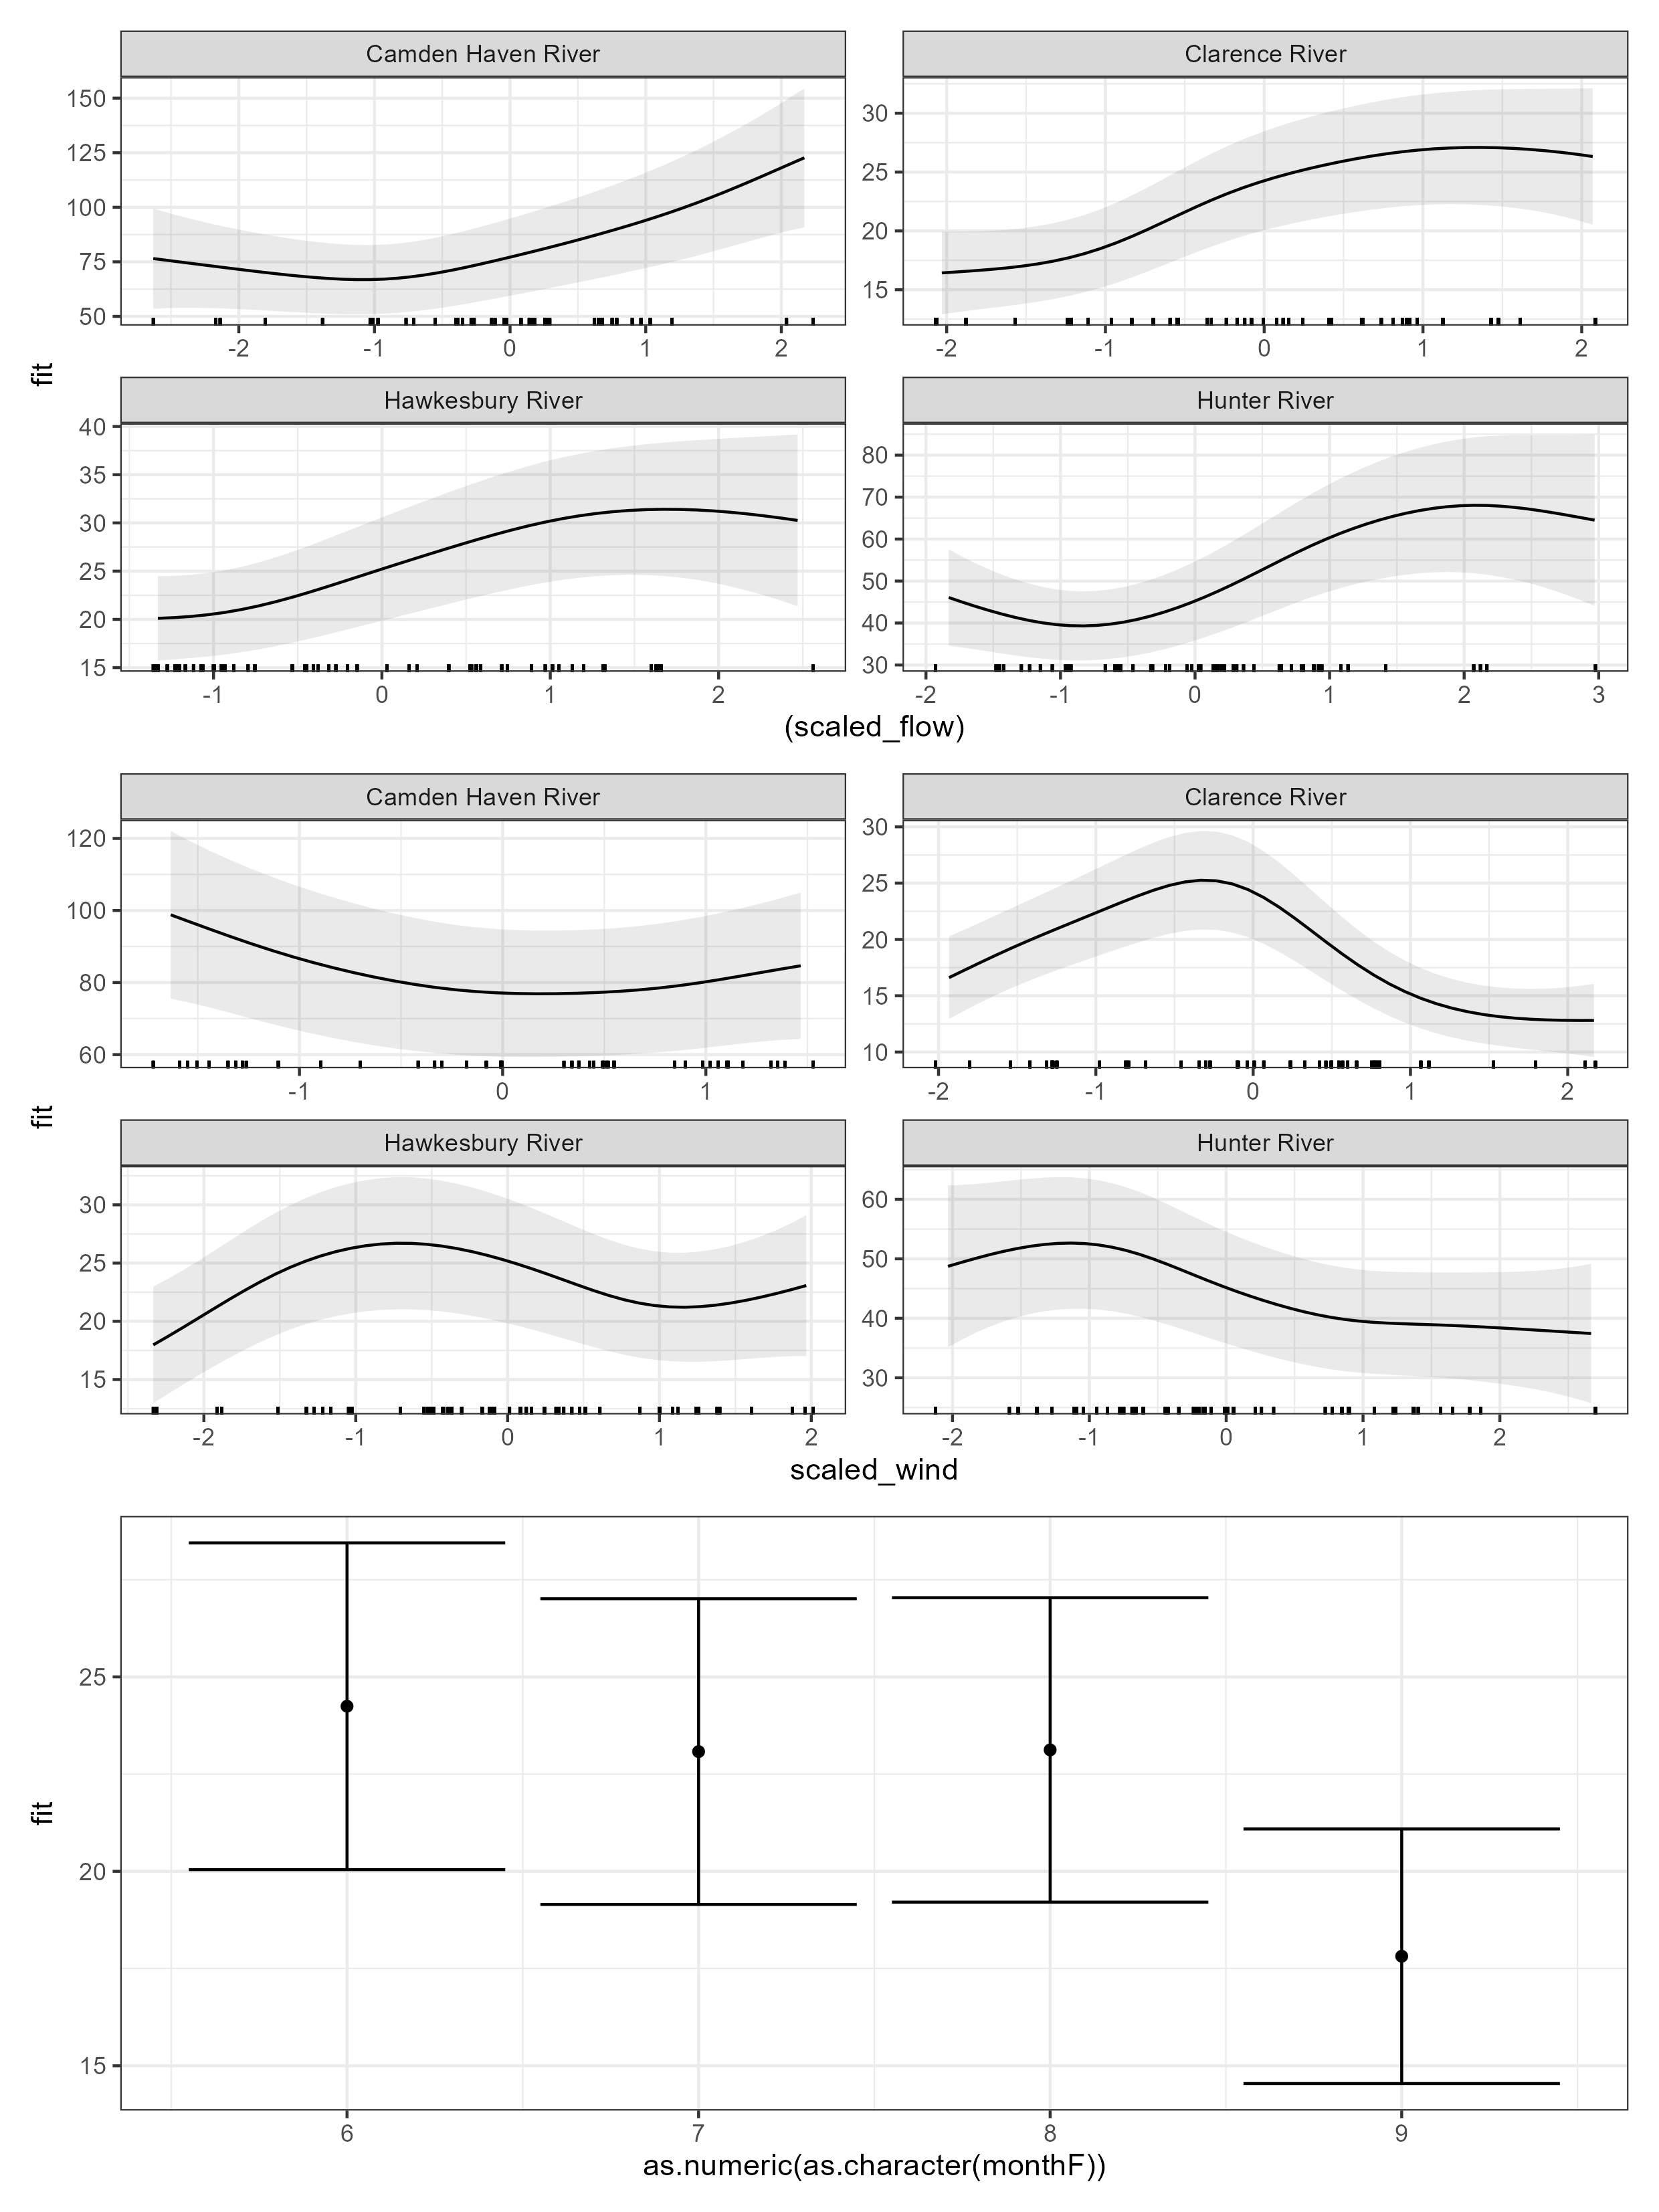 Camden Haven River Clarence River
150
125
100
75
50
-2 -1 0 1 2
30
25
20
15
-2 -1 0 1 2
fit
Hawkesbury River Hunter River
40
35
30
25
20
15
-1 0 1 2
80
70
60
50
40
30
-2 -1 0 1 2 3
(scaled_flow)
Camden Haven River Clarence River
120
100
80
60
-1 0 1
30
25
20
15
10
-2 -1 0 1 2
fit
Hawkesbury River Hunter River
30
25
20
15
-2 -1 0 1 2
60
50
40
30
-2 -1 0 1 2
scaled_wind
fit
25
20
15
6 7 8 9
as.numeric(as.character(monthF))